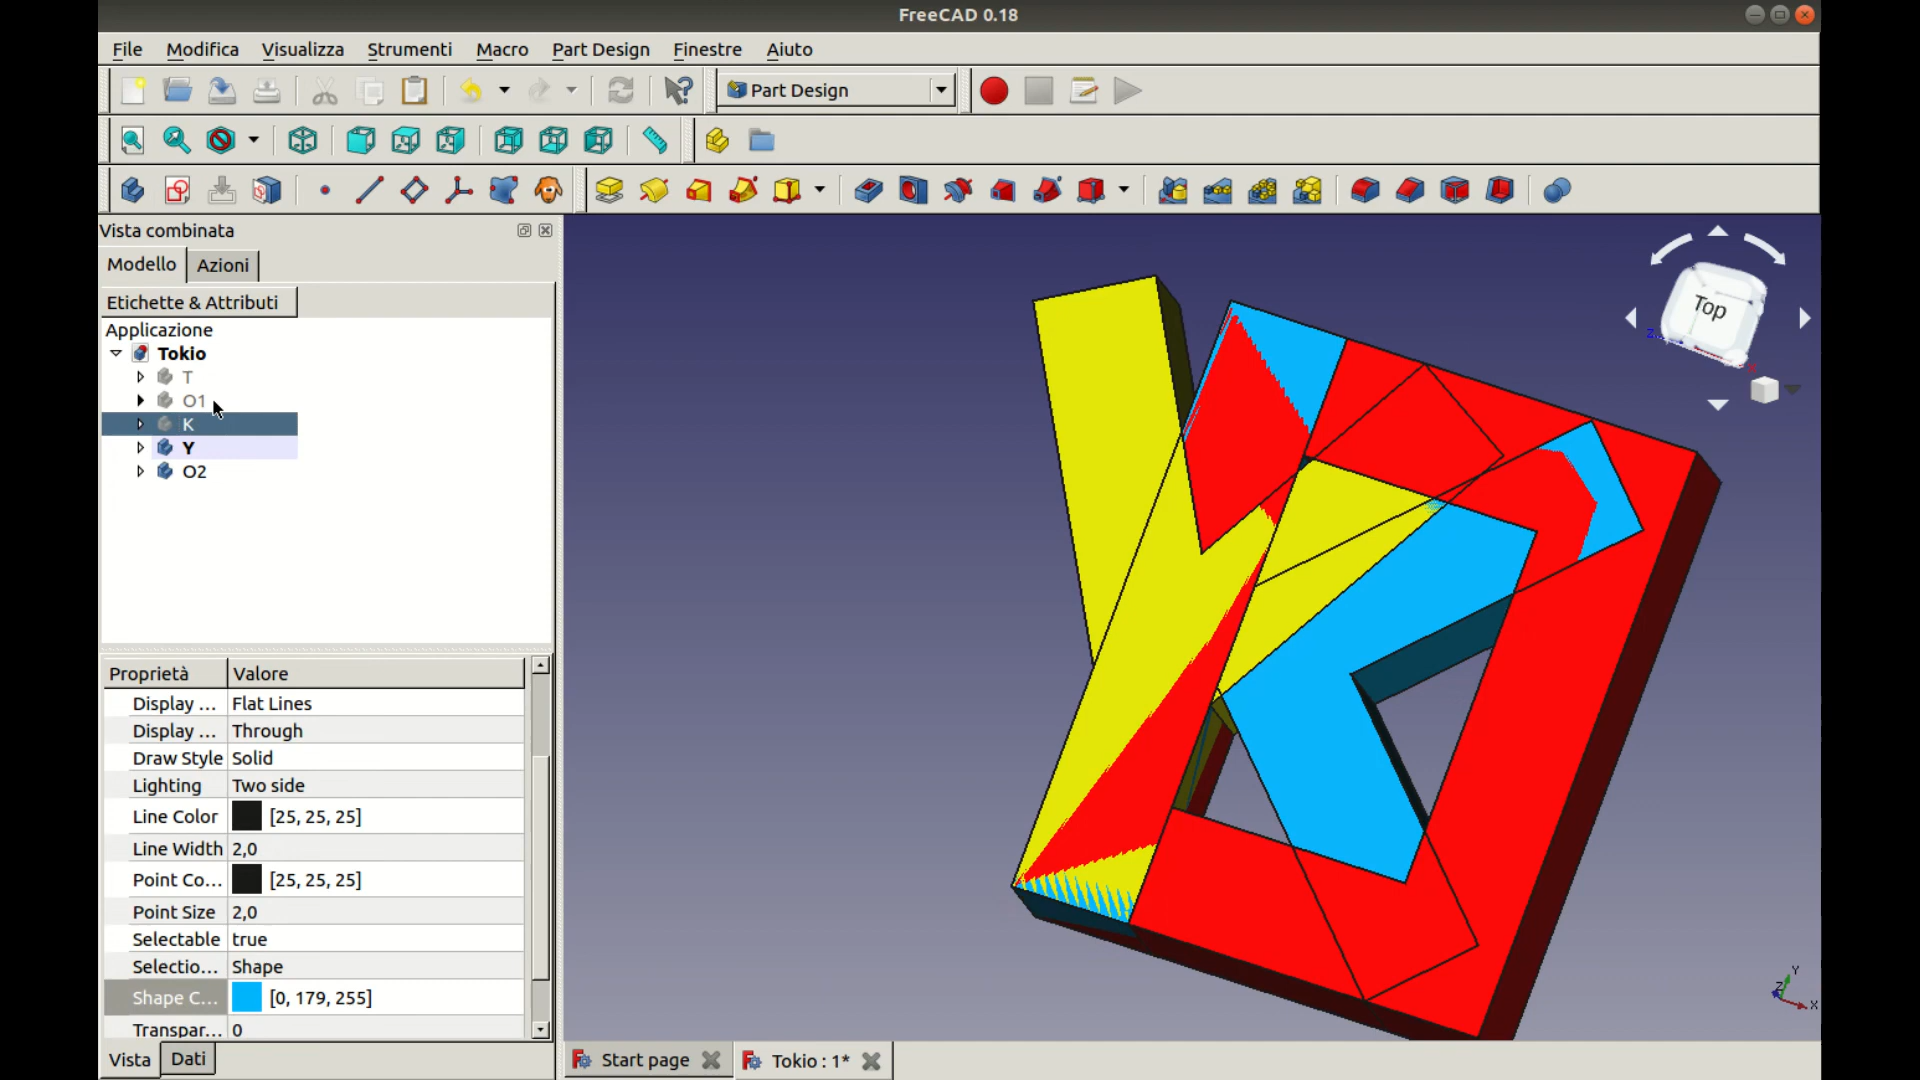 FreeCAD 0.18
File Modifica Visualizza Strumenti Macro Part Design Finestre Aiuto
Part Design
Vista combinata
Modello Azioni
Etichette & Attributi
Applicazione
Tokio
T
O1
K
Y
O2
Proprietà Valore
Display ... Flat Lines
Display ... Through
Draw Style Solid
Lighting Two side
Line Color [25, 25, 25]
Line Width 2,0
Point Co... [25, 25, 25]
Point Size 2,0
Selectable true
Selectio... Shape
Shape C... [0, 179, 255]
Transpar... 0
Vista Dati
Top
Z
Y
Z
X
Start page Tokio : 1*